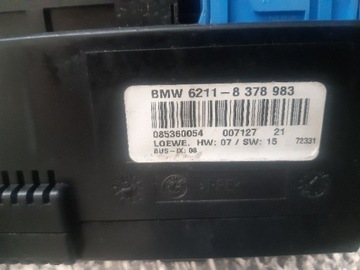 BMW 6211-8 378 983
085360054 007127 21
LOEWE. HW: 07 / SW: 15 72331
BUS-IX: 08